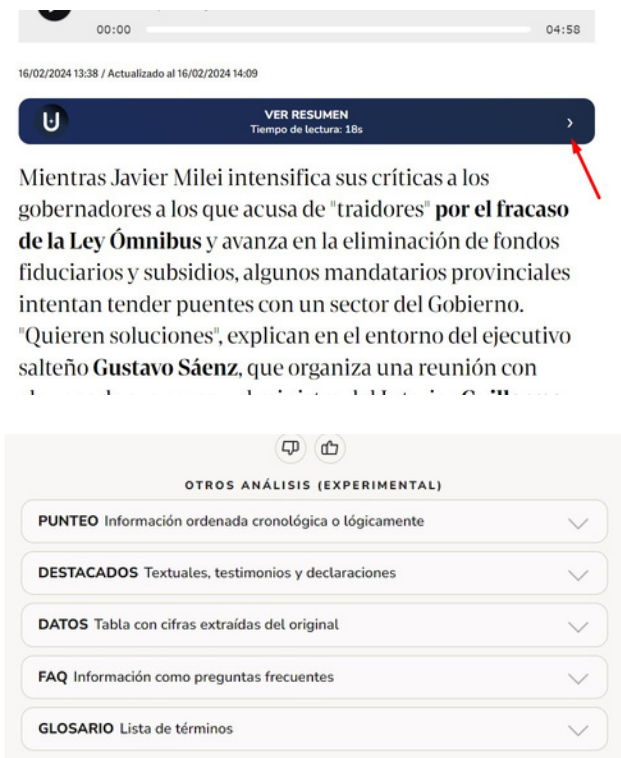 00:00 04:58
16/02/2024 13:38 / Actualizado al 16/02/2024 14:09
VER RESUMEN
Tiempo de lectura: 18s
Mientras Javier Milei intensifica sus críticas a los
gobernadores a los que acusa de "traidores" por el fracaso
de la Ley Ómnibus y avanza en la eliminación de fondos
fiduciarios y subsidios, algunos mandatarios provinciales
intentan tender puentes con un sector del Gobierno.
"Quieren soluciones", explican en el entorno del ejecutivo
salteño Gustavo Sáenz, que organiza una reunión con
OTROS ANÁLISIS (EXPERIMENTAL)
PUNTEO Información ordenada cronológica o lógicamente
DESTACADOS Textuales, testimonios y declaraciones
DATOS Tabla con cifras extraídas del original
FAQ Información como preguntas frecuentes
GLOSARIO Lista de términos